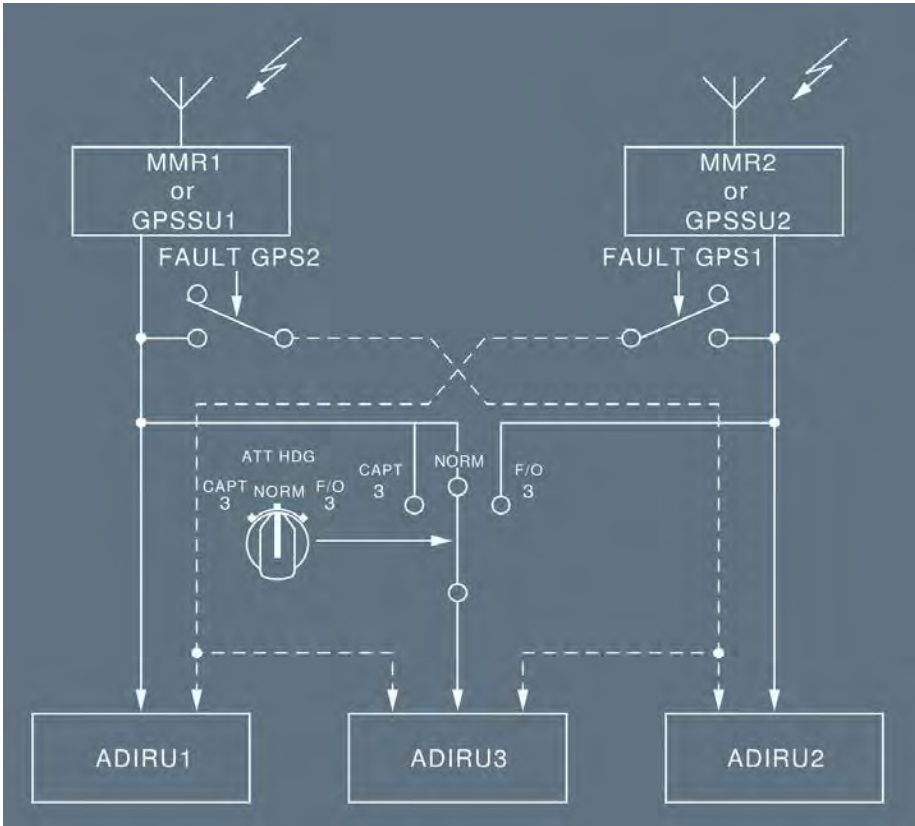 MMR1
or
GPSSU1
MMR2
or
GPSSU2
FAULT GPS2
FAULT GPS1
ATT HDG
CAPT
3
NORM
F/O
3
CAPT
3
NORM
F/O
3
ADIRU1
ADIRU3
ADIRU2